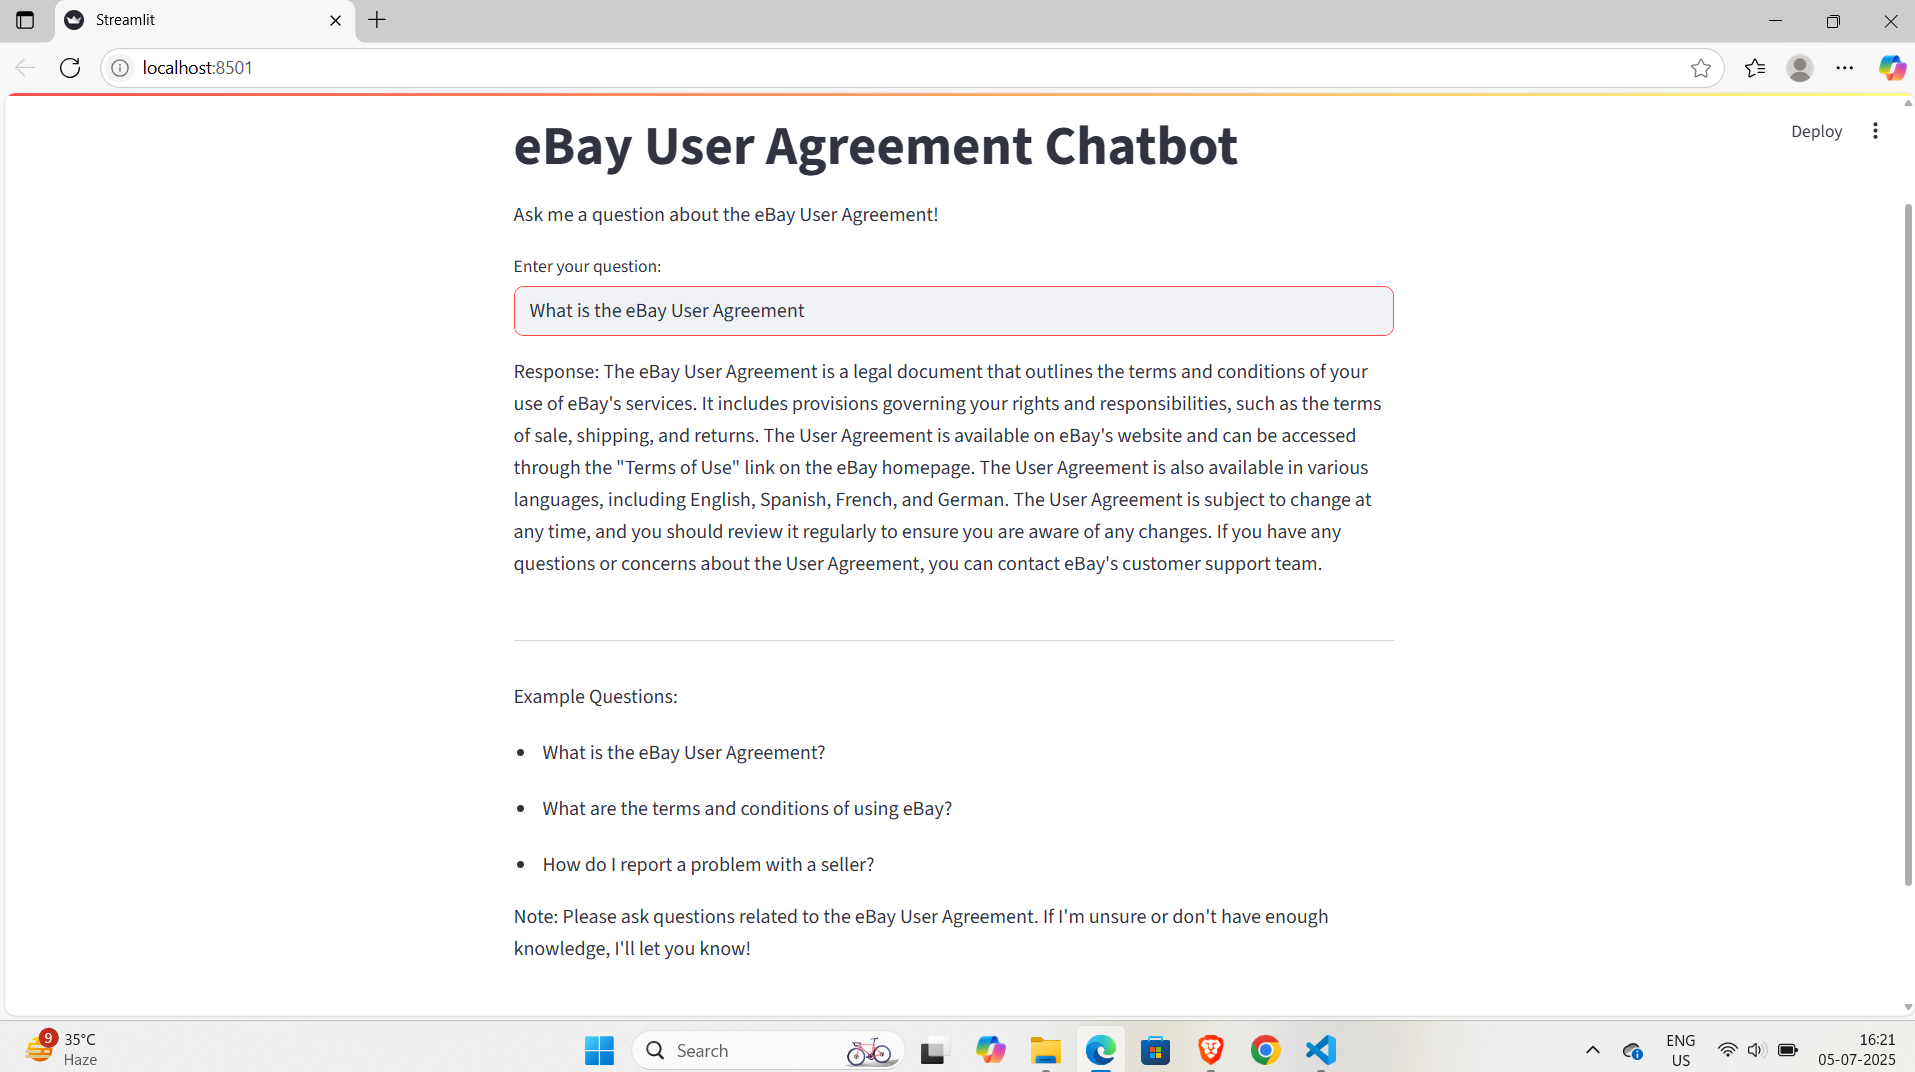 Streamlit
localhost:8501
Deploy
eBay User Agreement Chatbot
Ask me a question about the eBay User Agreement!
Enter your question:
What is the eBay User Agreement
Response: The eBay User Agreement is a legal document that outlines the terms and conditions of your
use of eBay's services. It includes provisions governing your rights and responsibilities, such as the terms
of sale, shipping, and returns. The User Agreement is available on eBay's website and can be accessed
through the "Terms of Use" link on the eBay homepage. The User Agreement is also available in various
languages, including English, Spanish, French, and German. The User Agreement is subject to change at
any time, and you should review it regularly to ensure you are aware of any changes. If you have any
questions or concerns about the User Agreement, you can contact eBay's customer support team.
Example Questions:
• What is the eBay User Agreement?
• What are the terms and conditions of using eBay?
• How do I report a problem with a seller?
Note: Please ask questions related to the eBay User Agreement. If I'm unsure or don't have enough
knowledge, I'll let you know!
9
35°C
Haze
Search
ENG
US
16:21
05-07-2025